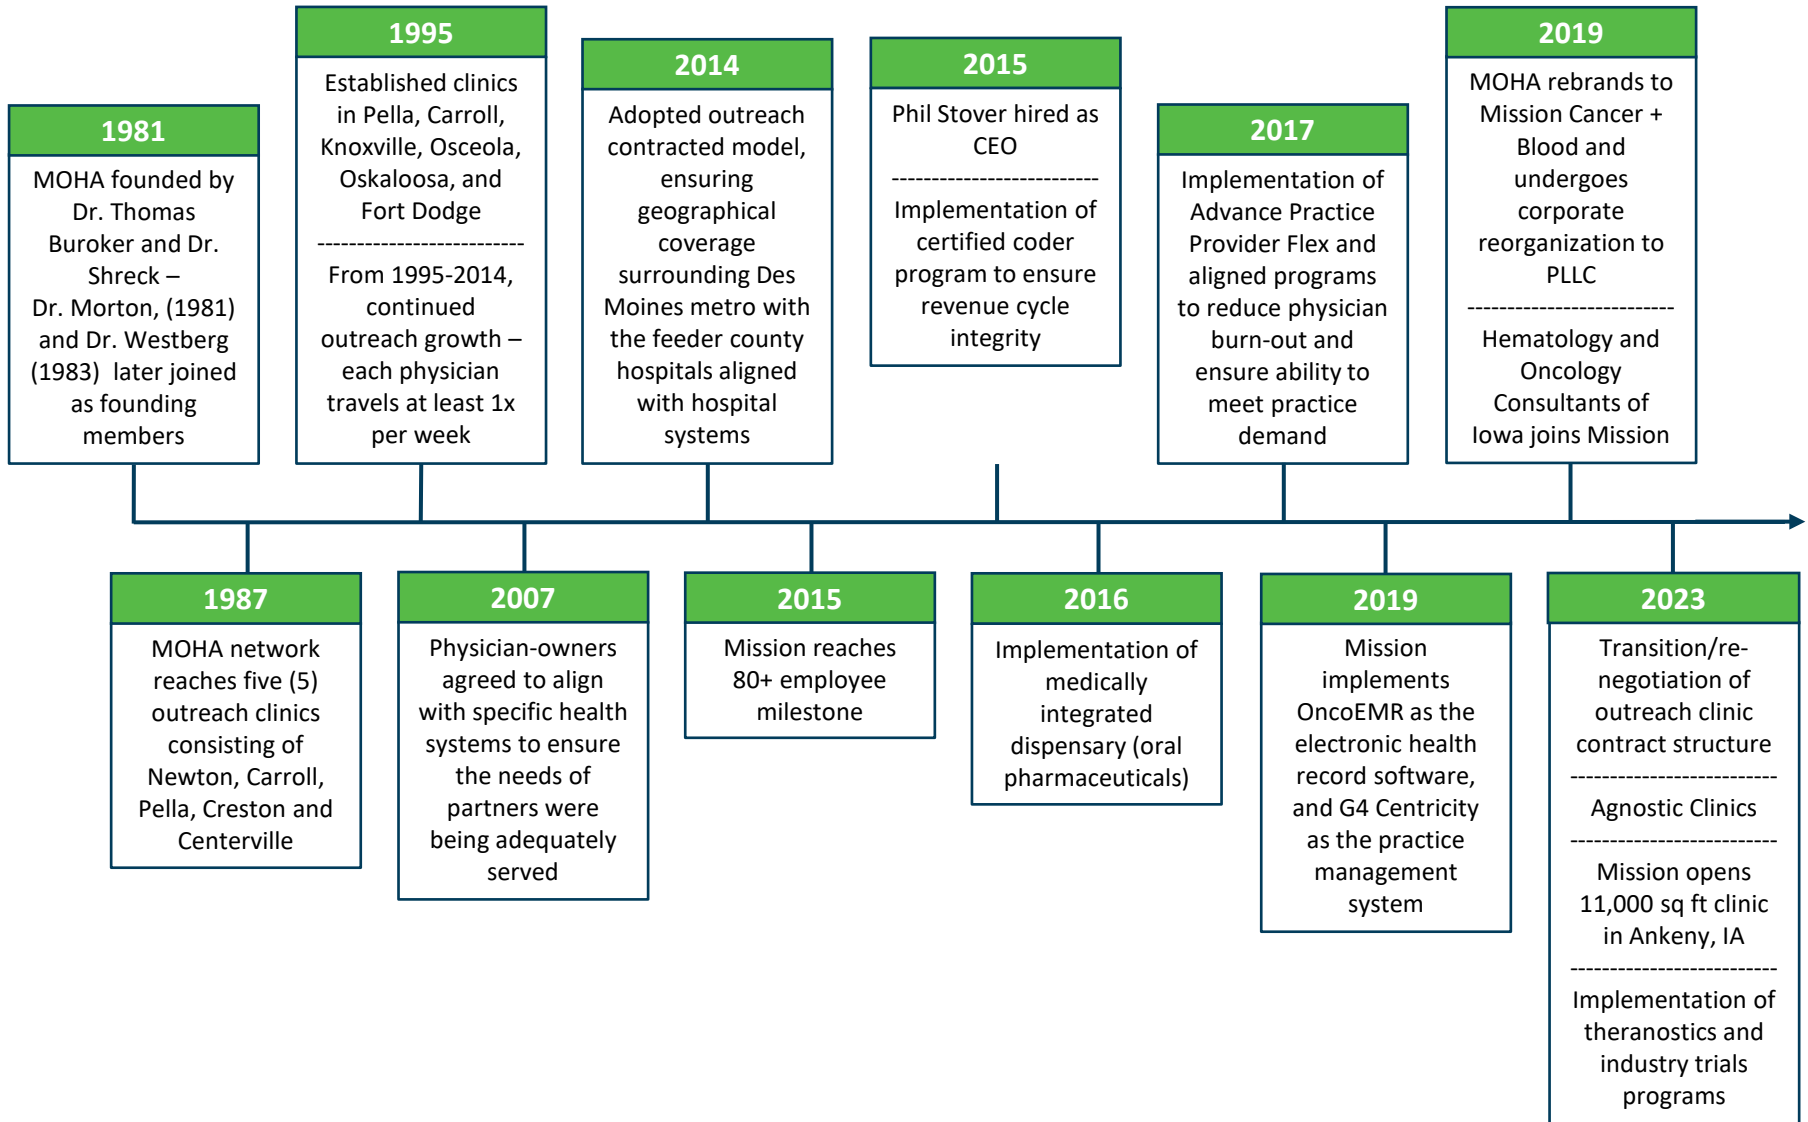 1981
MOHA founded by
Dr. Thomas
Buroker and Dr.
Shreck –
Dr. Morton, (1981)
and Dr. Westberg
(1983) later joined
as founding
members
1987
MOHA network
reaches five (5)
outreach clinics
consisting of
Newton, Carroll,
Pella, Creston and
Centerville
1995
Established clinics
in Pella, Carroll,
Knoxville, Osceola,
Oskaloosa, and
Fort Dodge
--------------------------
From 1995-2014,
continued
outreach growth –
each physician
travels at least 1x
per week
2007
Physician-owners
agreed to align
with specific health
systems to ensure
the needs of
partners were
being adequately
served
2014
Adopted outreach
contracted model,
ensuring
geographical
coverage
surrounding Des
Moines metro with
the feeder county
hospitals aligned
with hospital
systems
2015
Mission reaches
80+ employee
milestone
2015
Phil Stover hired as
CEO
--------------------------
Implementation of
certified coder
program to ensure
revenue cycle
integrity
2016
Implementation of
medically
integrated
dispensary (oral
pharmaceuticals)
2017
Implementation of
Advance Practice
Provider Flex and
aligned programs
to reduce physician
burn-out and
ensure ability to
meet practice
demand
2019
Mission
implements
OncoEMR as the
electronic health
record software,
and G4 Centricity
as the practice
management
system
2019
MOHA rebrands to
Mission Cancer +
Blood and
undergoes
corporate
reorganization to
PLLC
--------------------------
Hematology and
Oncology
Consultants of
Iowa joins Mission
2023
Transition/re-
negotiation of
outreach clinic
contract structure
--------------------------
Agnostic Clinics
--------------------------
Mission opens
11,000 sq ft clinic
in Ankeny, IA
--------------------------
Implementation of
theranostics and
industry trials
programs